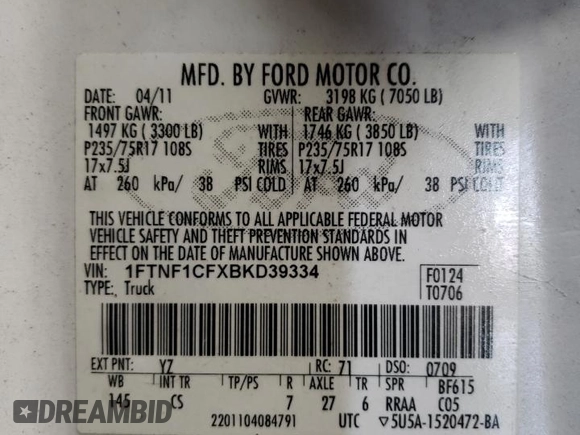 MFD. BY FORD MOTOR CO.
DATE: 04/11 GVWR: 3198 KG ( 7050 LB)
FRONT GAWR: REAR GAWR:
1497 KG ( 3300 LB) WITH 1746 KG ( 3850 LB) WITH
P235/75R17 108S TIRES P235/75R17 108S TIRES
17x7.5J RIMS 17x7.5J RIMS
AT 260 kPa/ 38 PSI COLD AT 260 kPa/ 38 PSI COLD
THIS VEHICLE CONFORMS TO ALL APPLICABLE FEDERAL MOTOR
VEHICLE SAFETY AND THEFT PREVENTION STANDARDS IN
EFFECT ON THE DATE OF MANUFACTURE SHOWN ABOVE.
VIN: 1FTNF1CFXBKD39334 F0124
TYPE: Truck T0706
EXT PNT: YZ RC: 71 DSO: 0709
WB INT TR TP/PS R AXLE TR SPR BF615
145 CS 7 27 6 RRAA C05
2201104084791 UTC ▽5U5A-1520472-BA
DREAMBID